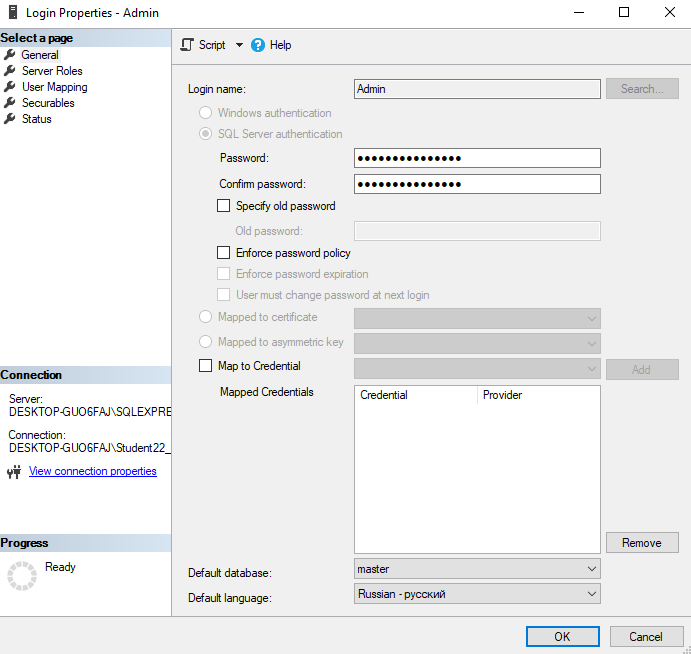 Login Properties - Admin
Select a page
General
Server Roles
User Mapping
Securables
Status
Script
Help
Login name:
Admin
Search...
Windows authentication
SQL Server authentication
Password:
●●●●●●●●●●●●●●●
Confirm password:
●●●●●●●●●●●●●●●
Specify old password
Old password:
Enforce password policy
Enforce password expiration
User must change password at next login
Mapped to certificate
Mapped to asymmetric key
Map to Credential
Add
Mapped Credentials
Credential Provider
Remove
Default database:
master
Default language:
Russian - русский
Connection
Server:
DESKTOP-GUO6FAJ\SQLEXPRE
Connection:
DESKTOP-GUO6FAJ\Student22_
View connection properties
Progress
Ready
OK
Cancel